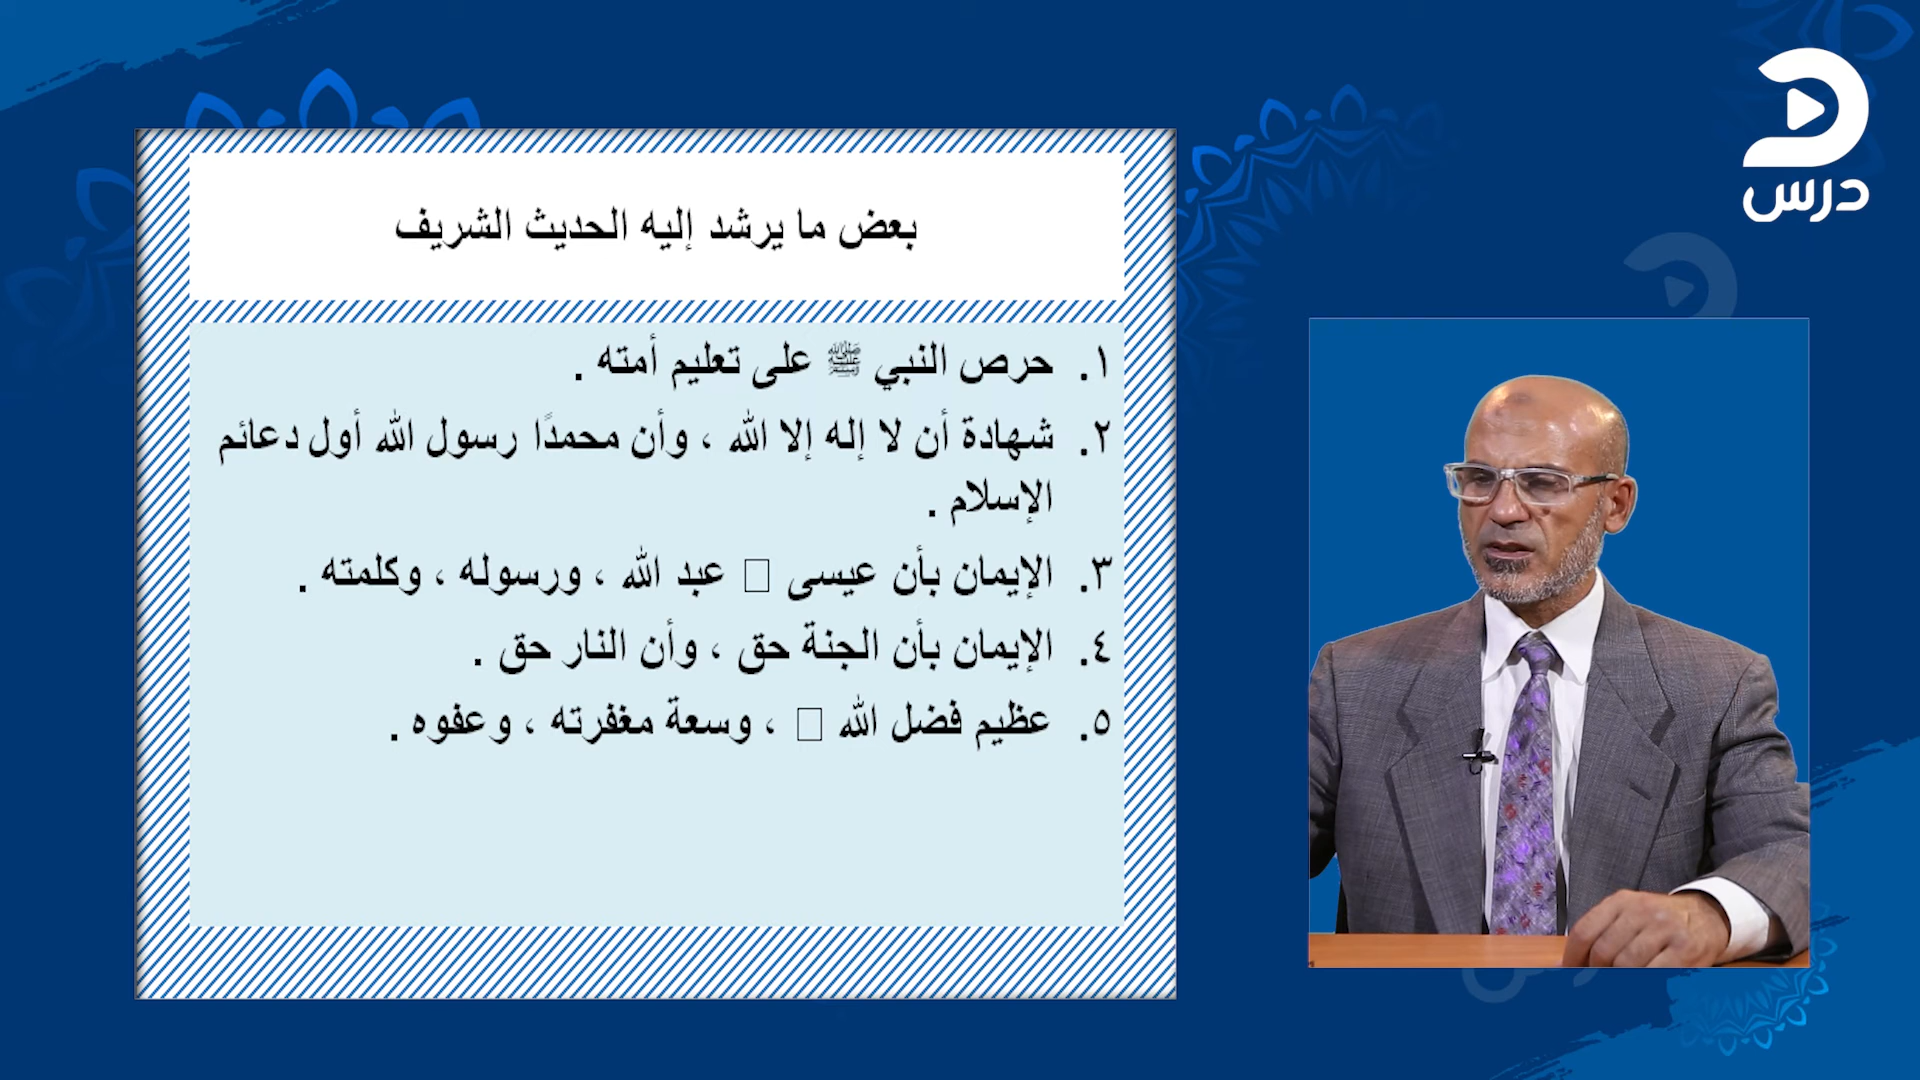 درس
بعض ما يرشد إليه الحديث الشريف
١. حرص النبي ﷺ على تعليم أمته .
٢. شهادة أن لا إله إلا الله ، وأن محمدًا رسول الله أول دعائم
الإسلام .
٣. الإيمان بأن عيسى □ عبد الله ، ورسوله ، وكلمته .
٤. الإيمان بأن الجنة حق ، وأن النار حق .
٥. عظيم فضل الله □ ، وسعة مغفرته ، وعفوه .